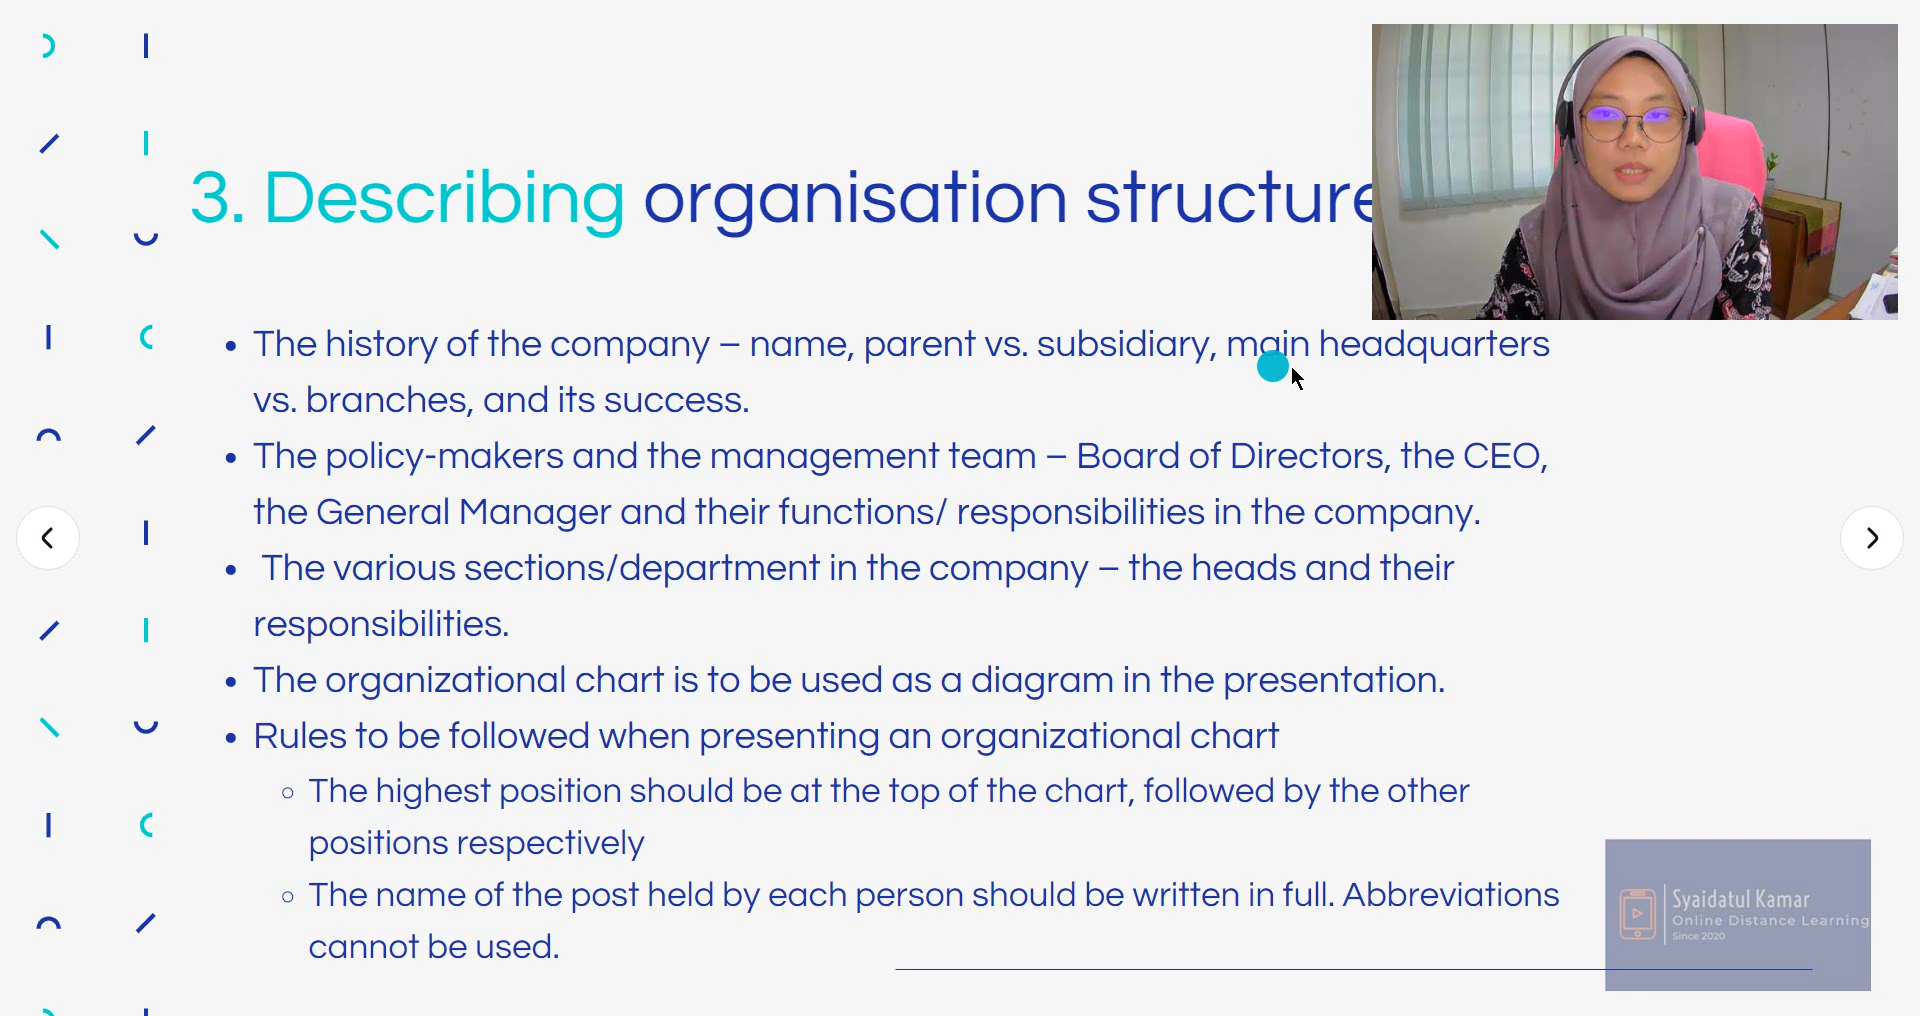 3. Describing organisation structure
• The history of the company – name, parent vs. subsidiary, main headquarters
vs. branches, and its success.
• The policy-makers and the management team – Board of Directors, the CEO,
the General Manager and their functions/ responsibilities in the company.
• The various sections/department in the company – the heads and their
responsibilities.
• The organizational chart is to be used as a diagram in the presentation.
• Rules to be followed when presenting an organizational chart
○ The highest position should be at the top of the chart, followed by the other
positions respectively
○ The name of the post held by each person should be written in full. Abbreviations
cannot be used.
Syaidatul Kamar
Online Distance Learning
Since 2020